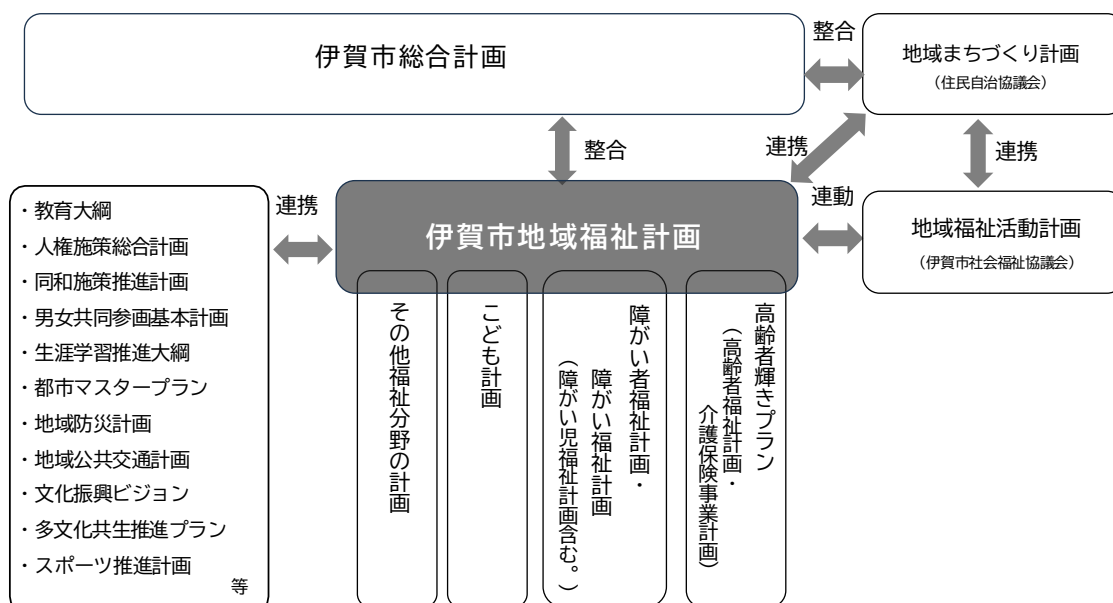 伊賀市総合計画
整合
地域まちづくり計画
（住民自治協議会）
整合
連携
連携
・教育大綱
・人権施策総合計画
・同和施策推進計画
・男女共同参画基本計画
・生涯学習推進大綱
・都市マスタープラン
・地域防災計画
・地域公共交通計画
・文化振興ビジョン
・多文化共生推進プラン
・スポーツ推進計画
等
連携
伊賀市地域福祉計画
連動
地域福祉活動計画
（伊賀市社会福祉協議会）
高齢者輝きプラン
（高齢者福祉計画・
介護保険事業計画）
障がい者福祉計画・
障がい福祉計画
（障がい児福祉計画含む。）
こども計画
その他福祉分野の計画